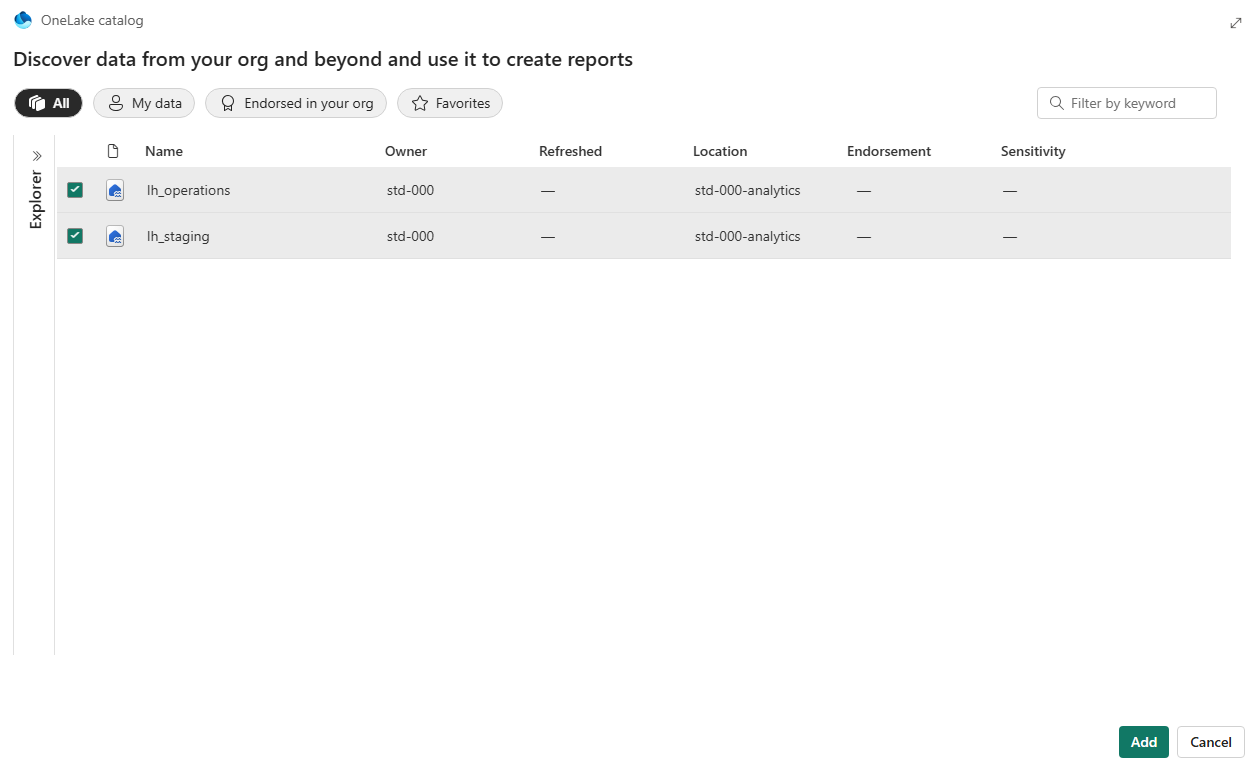 OneLake catalog
Discover data from your org and beyond and use it to create reports
All My data Endorsed in your org Favorites Filter by keyword
Explorer
Name Owner Refreshed Location Endorsement Sensitivity
lh_operations std-000 — std-000-analytics — —
lh_staging std-000 — std-000-analytics — —
Add Cancel